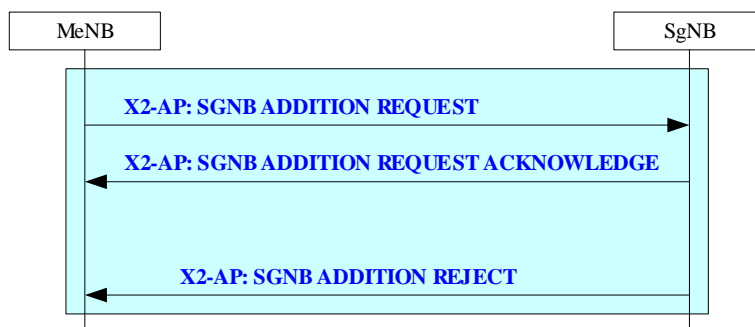 MeNB
SgNB
X2-AP: SGNB ADDITION REQUEST
X2-AP: SGNB ADDITION REQUEST ACKNOWLEDGE
X2-AP: SGNB ADDITION REJECT